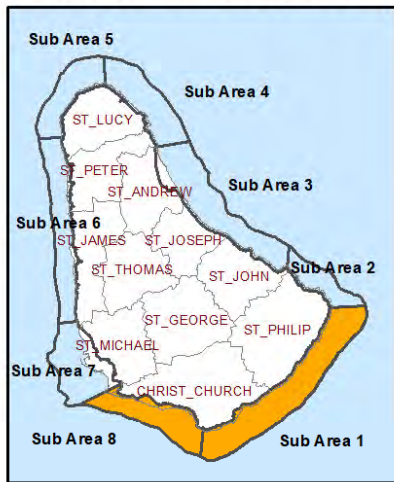 Sub Area 5
Sub Area 4
ST_LUCY
ST_PETER
ST_ANDREW
Sub Area 3
Sub Area 6
ST_JAMES
ST_JOSEPH
ST_THOMAS
ST_JOHN
Sub Area 2
ST_GEORGE
ST_PHILIP
ST_MICHAEL
Sub Area 7
CHRIST_CHURCH
Sub Area 8
Sub Area 1